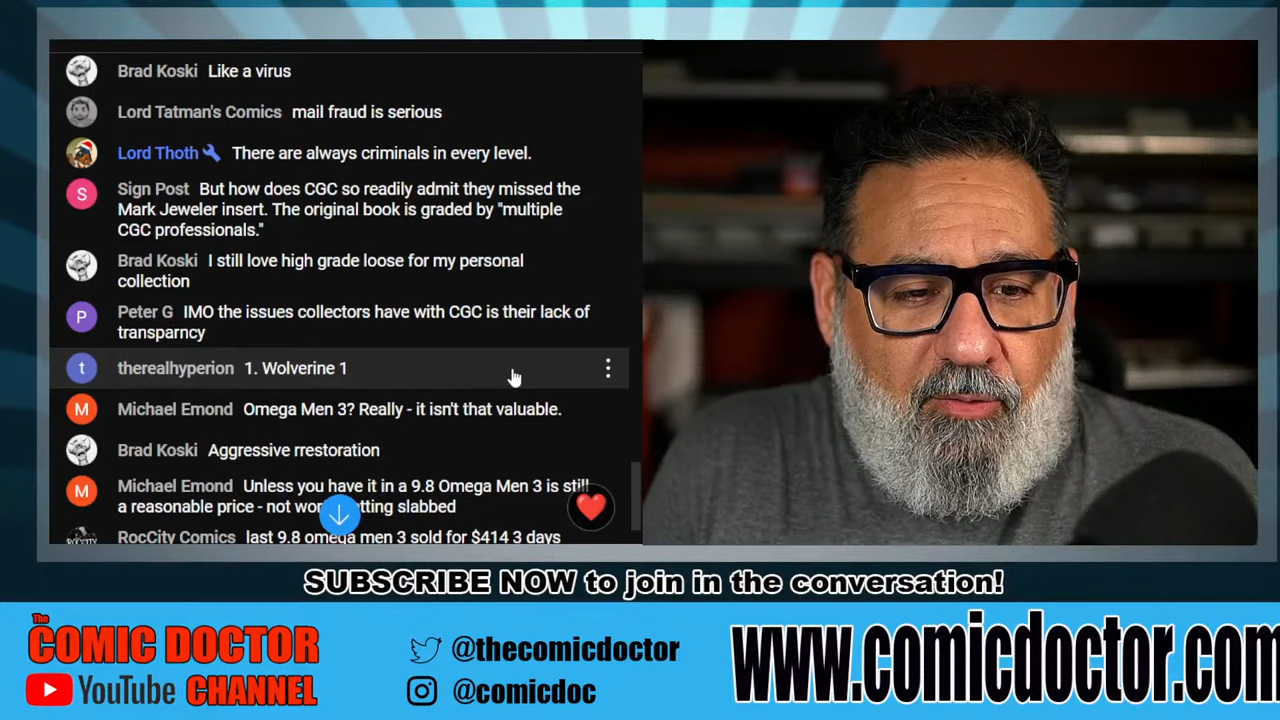 Brad Koski Like a virus
Lord Tatman's Comics mail fraud is serious
Lord Thoth There are always criminals in every level.
S
Sign Post But how does CGC so readily admit they missed the
Mark Jeweler insert. The original book is graded by "multiple
CGC professionals."
Brad Koski I still love high grade loose for my personal
collection
P
Peter G IMO the issues collectors have with CGC is their lack of
transparncy
t
therealhyperion 1. Wolverine 1
M
Michael Emond Omega Men 3? Really - it isn't that valuable.
Brad Koski Aggressive rrestoration
M
Michael Emond Unless you have it in a 9.8 Omega Men 3 is still
a reasonable price - not slabbed
RocCity Comics last 9.8 omega men 3 sold for $414 3 days
SUBSCRIBE NOW to join in the conversation!
The
COMIC DOCTOR
YouTube CHANNEL
@thecomicdoctor
@comicdoc
www.comicdoctor.com